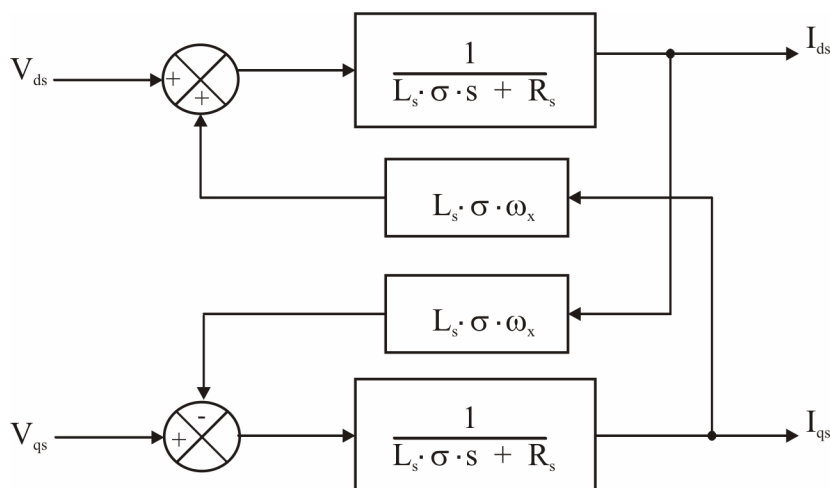 V_ds
+
+
1
L_s·σ·s + R_s
I_ds
L_s·σ·ω_x
L_s·σ·ω_x
V_qs
-
+
1
L_s·σ·s + R_s
I_qs